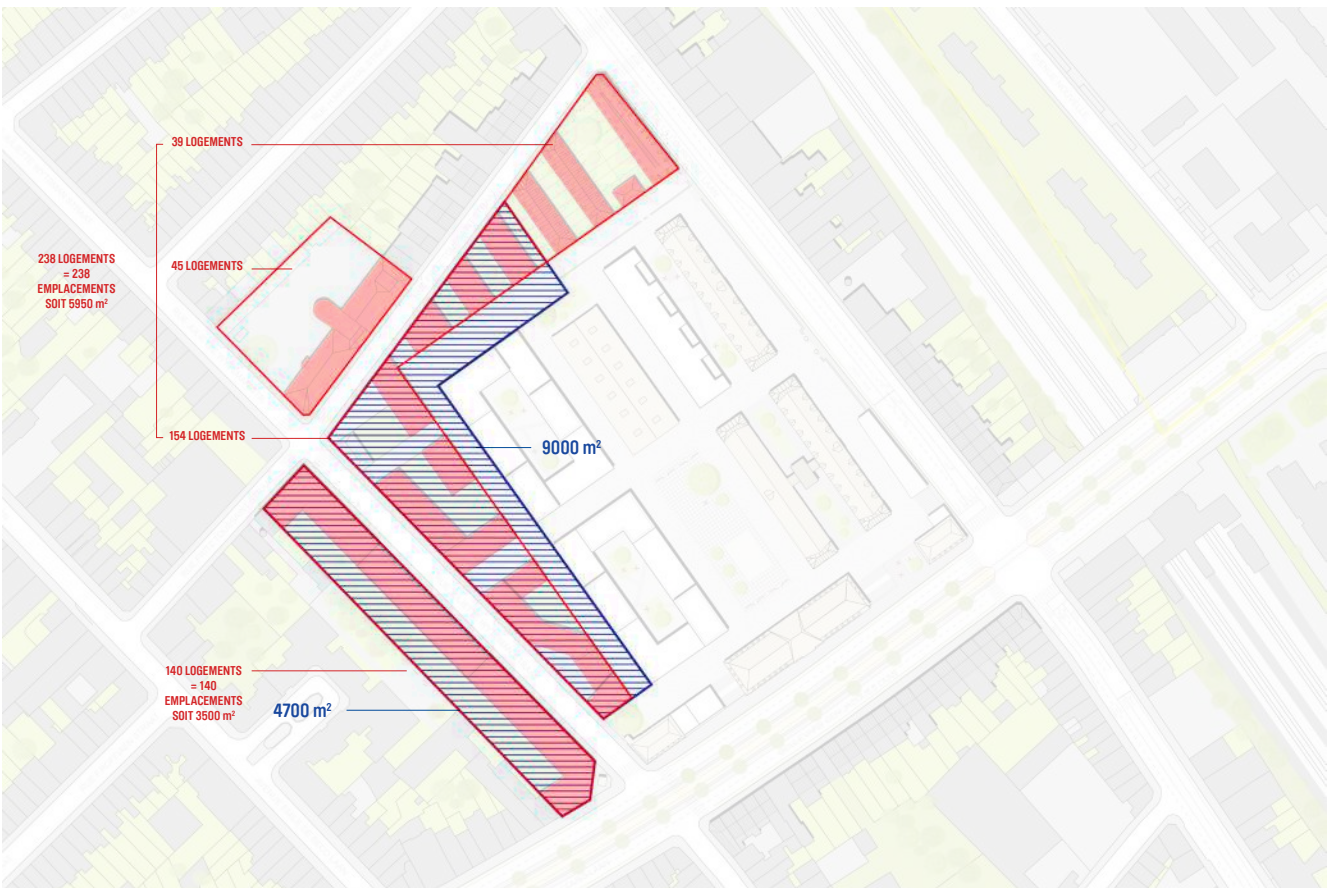 39 LOGEMENTS
238 LOGEMENTS
= 238
EMPLACEMENTS
SOIT 5950 m²
45 LOGEMENTS
154 LOGEMENTS
9000 m²
140 LOGEMENTS
= 140
EMPLACEMENTS
SOIT 3500 m²
4700 m²